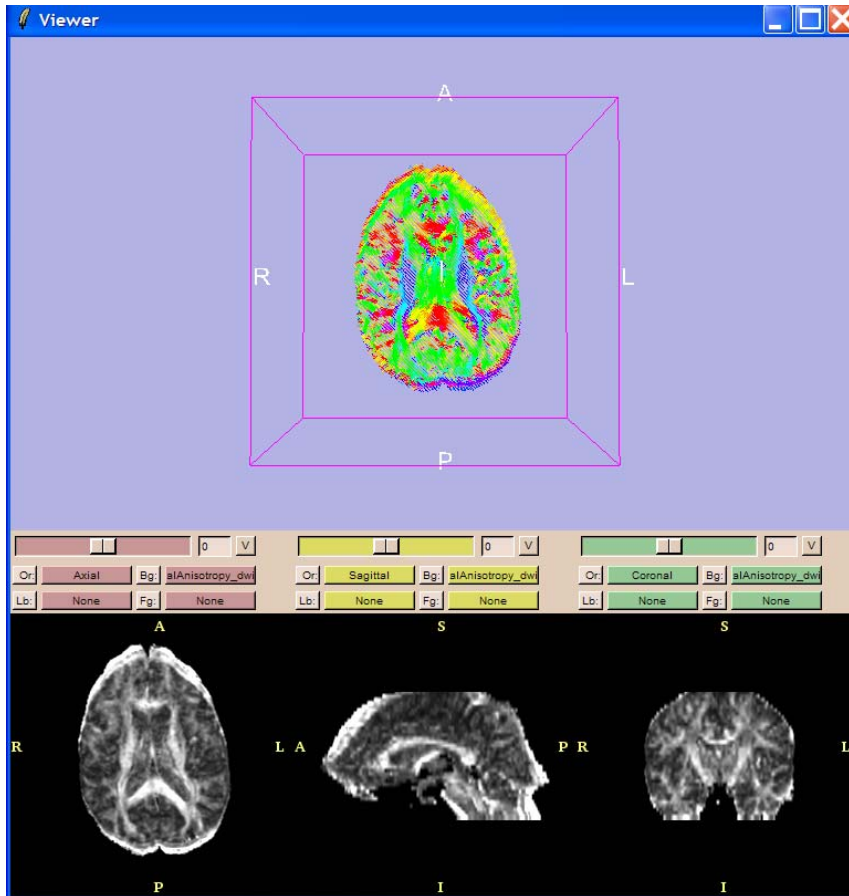 Viewer
A
R I L
P
0 V 0 V 0 V
Or: Axial Bg: alAnisotropy_dwi Or: Sagittal Bg: alAnisotropy_dwi Or: Coronal Bg: alAnisotropy_dwi
Lb: None Fg: None Lb: None Fg: None Lb: None Fg: None
A S S
R L A P R L
P I I